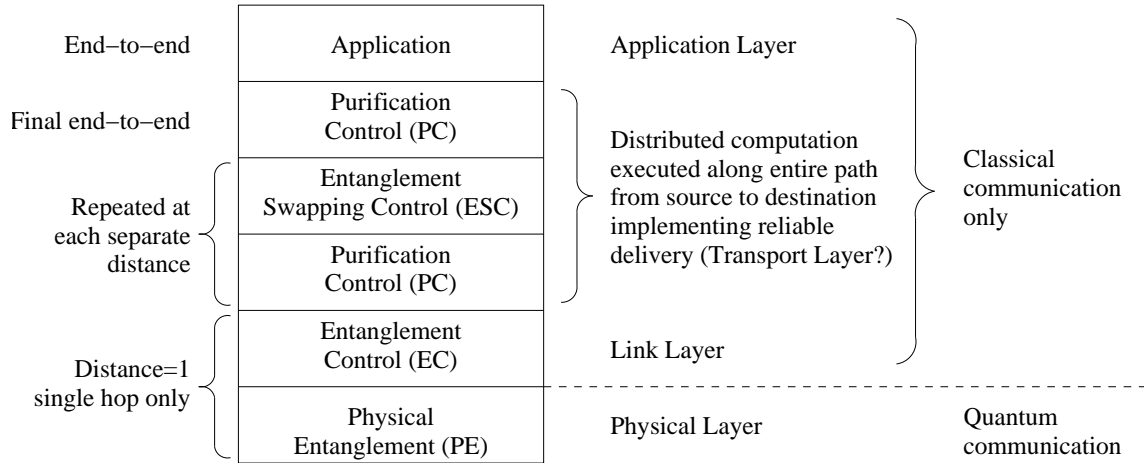 End−to−end
Application
Application Layer
Final end−to−end
Purification
Control (PC)
Repeated at
each separate
distance
Entanglement
Swapping Control (ESC)
Purification
Control (PC)
Distributed computation
executed along entire path
from source to destination
implementing reliable
delivery (Transport Layer?)
Classical
communication
only
Distance=1
single hop only
Entanglement
Control (EC)
Link Layer
Physical
Entanglement (PE)
Physical Layer
Quantum
communication